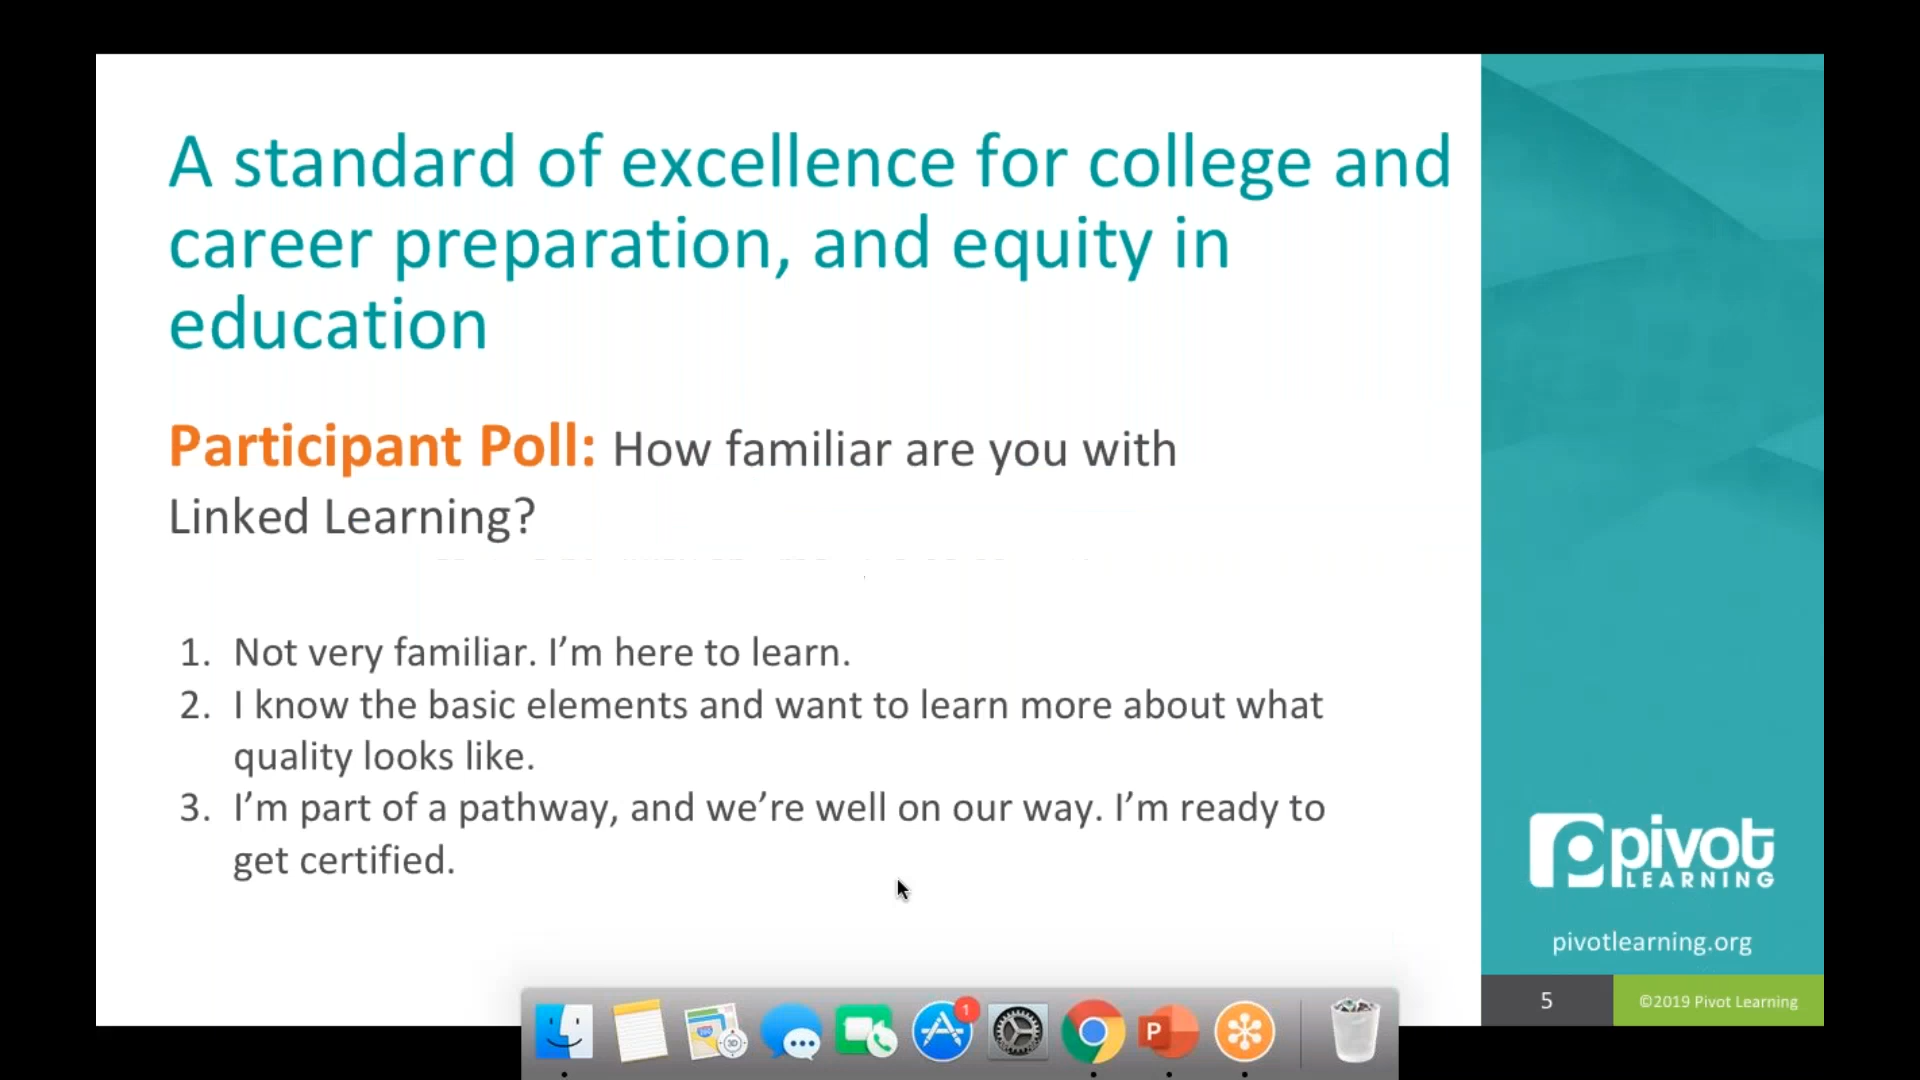 A standard of excellence for college and
career preparation, and equity in
education
Participant Poll: How familiar are you with
Linked Learning?
1. Not very familiar. I’m here to learn.
2. I know the basic elements and want to learn more about what
quality looks like.
3. I’m part of a pathway, and we’re well on our way. I’m ready to
get certified.
pivot
LEARNING
pivotlearning.org
5
©2019 Pivot Learning
1
3D
P